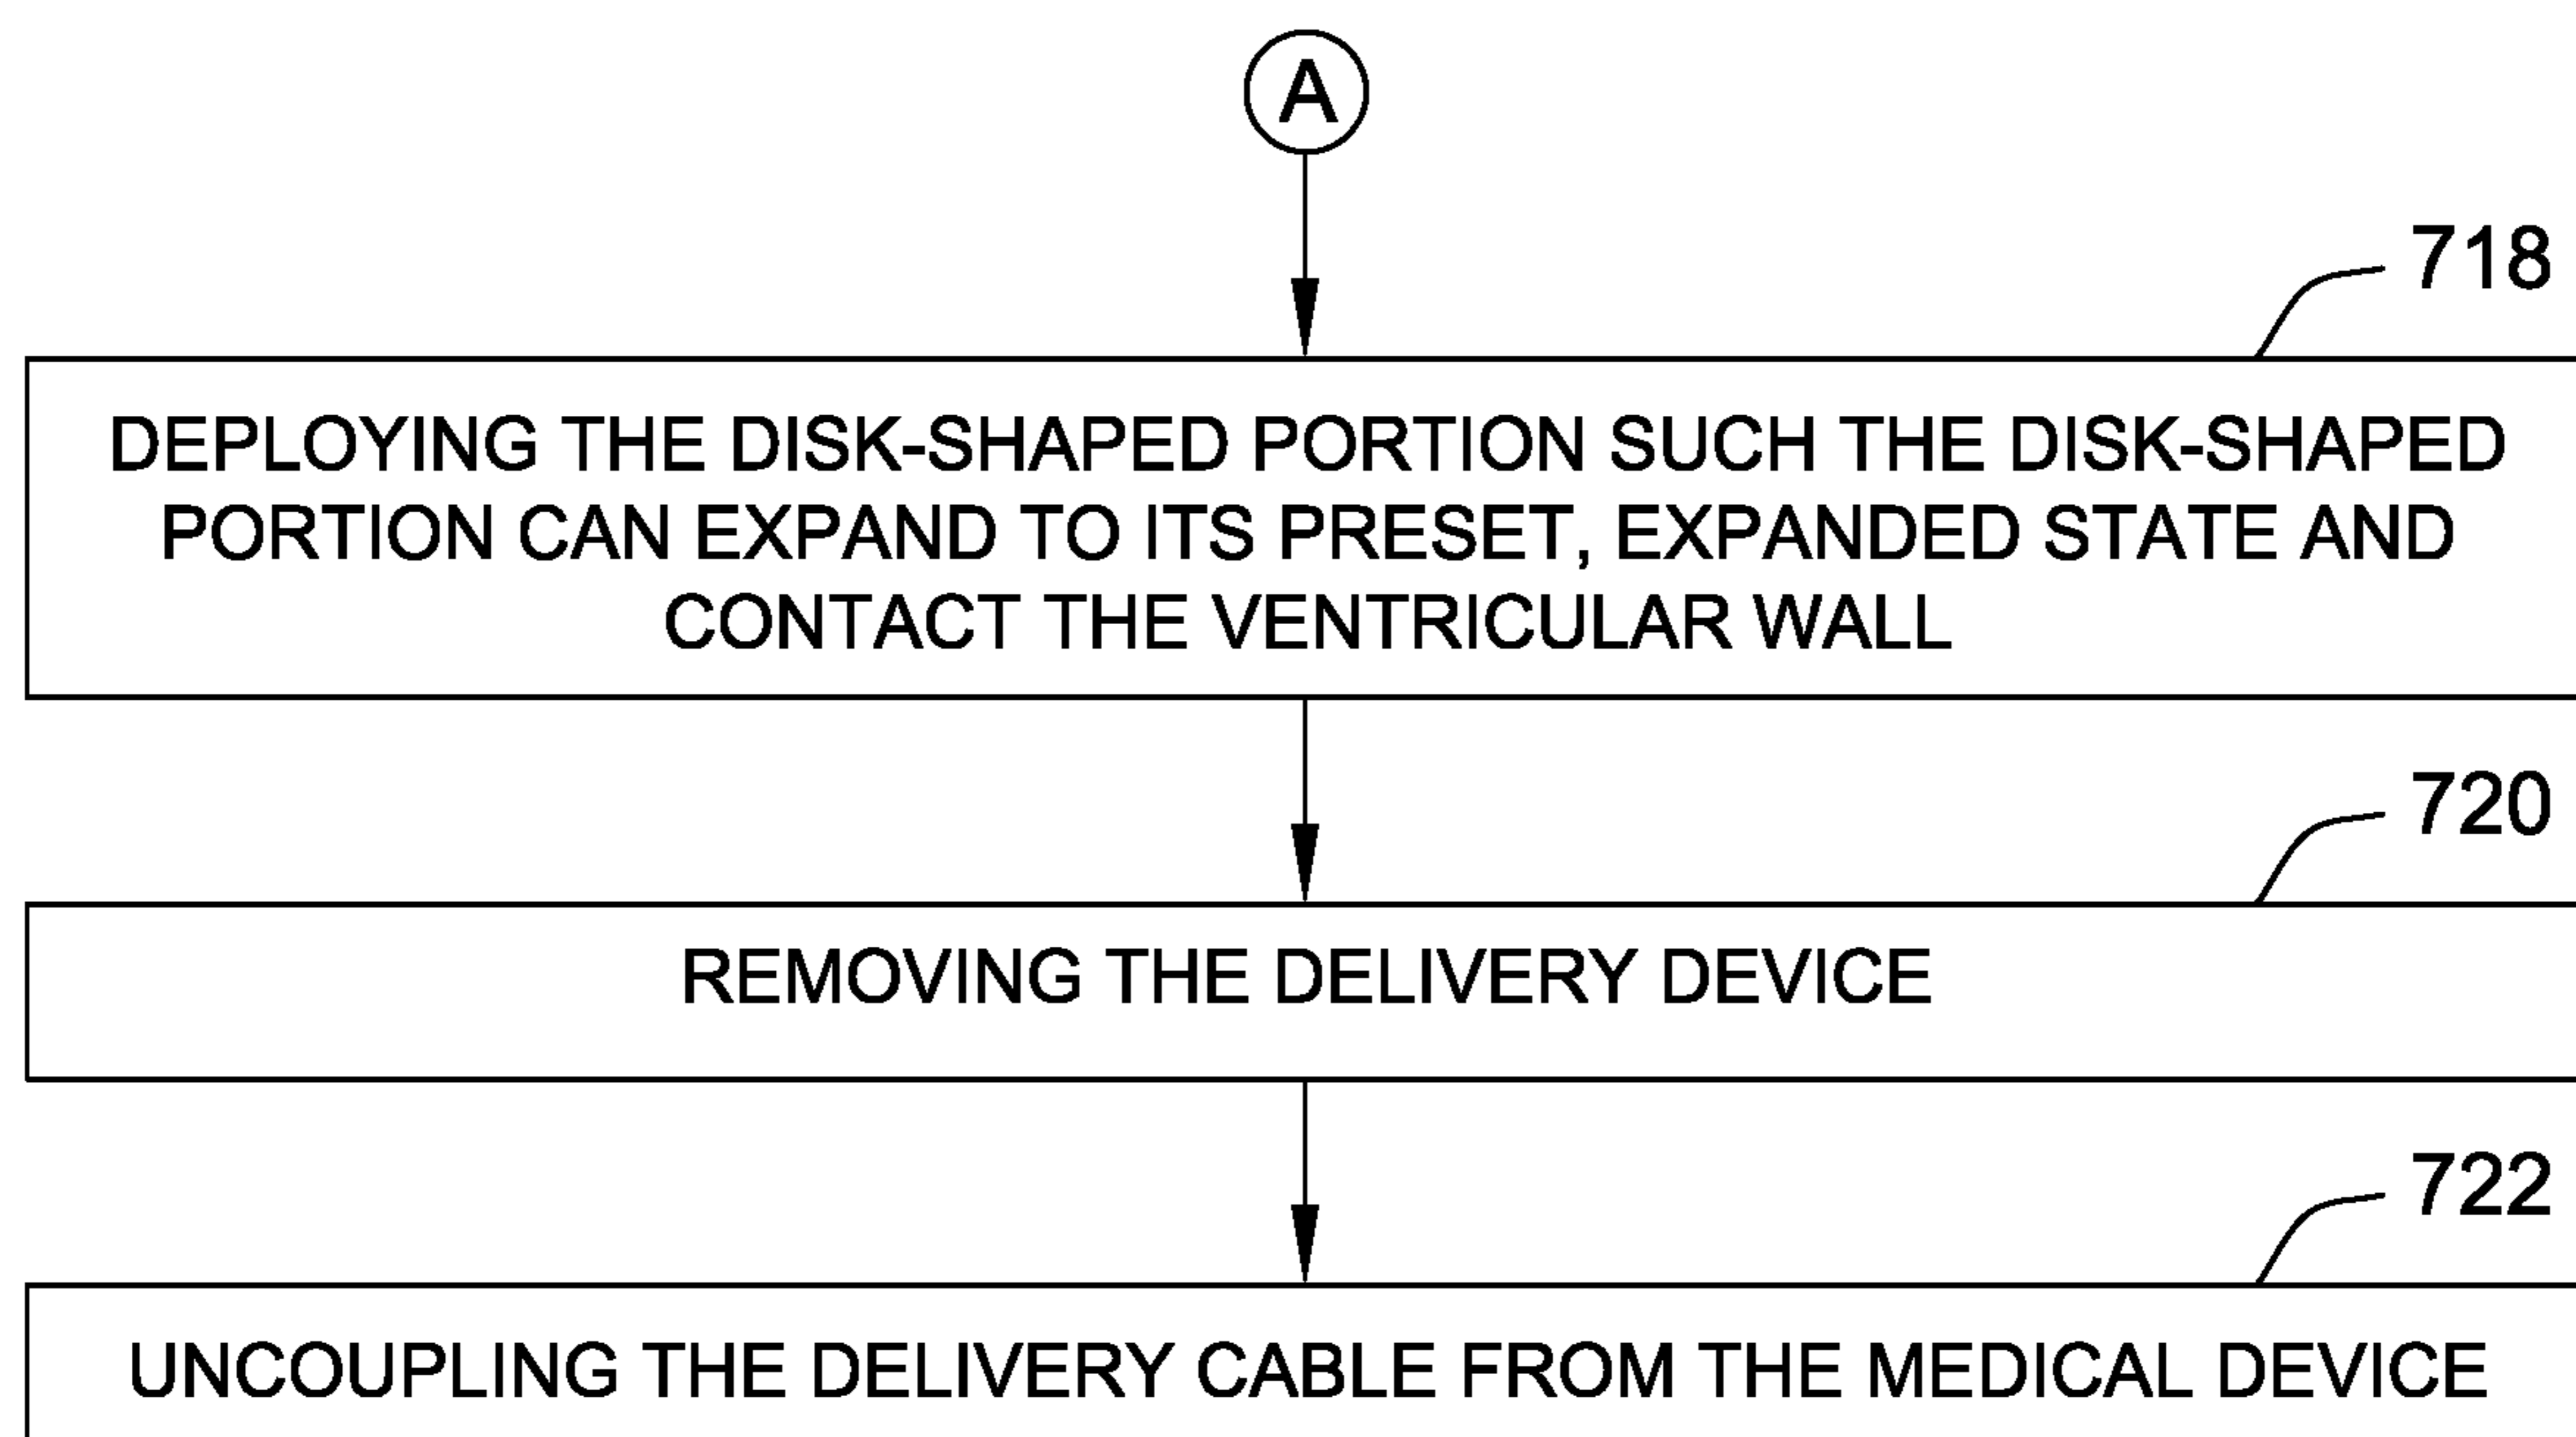 A
718
DEPLOYING THE DISK-SHAPED PORTION SUCH THE DISK-SHAPED
PORTION CAN EXPAND TO ITS PRESET, EXPANDED STATE AND
CONTACT THE VENTRICULAR WALL
720
REMOVING THE DELIVERY DEVICE
722
UNCOUPLING THE DELIVERY CABLE FROM THE MEDICAL DEVICE